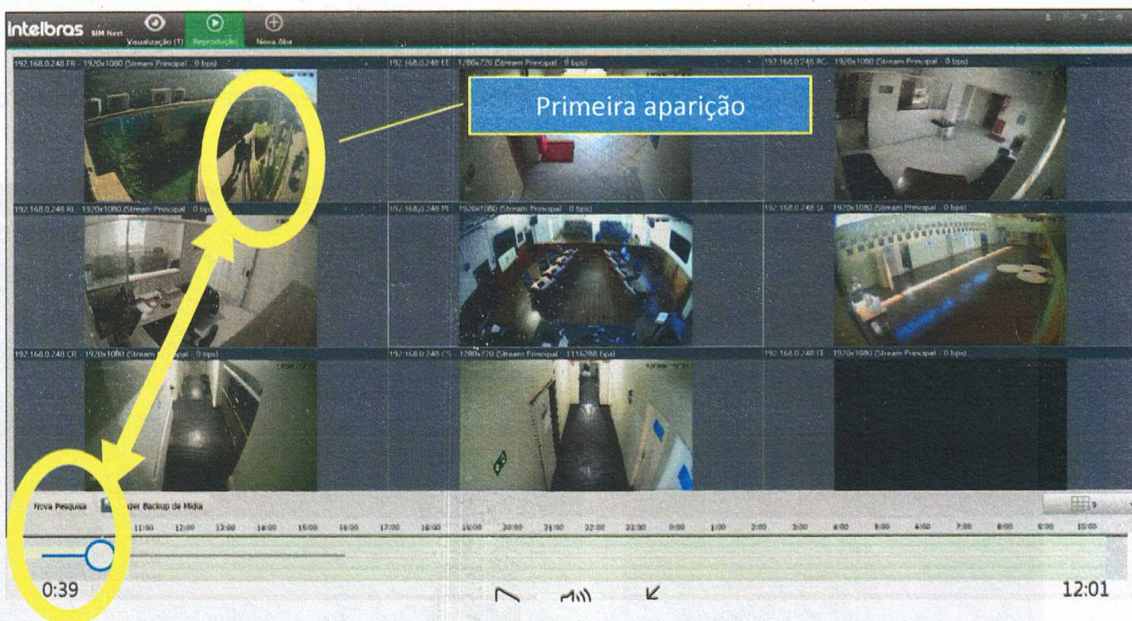 intelbras SIM Next
Visualização (1) Reprodução Nova Aba
192.168.0.248 FR - 1920x1080 (Stream Principal - 0 bps)
192.168.0.248 EE - 1280x720 (Stream Principal - 0 bps)
192.168.0.248 RC - 1920x1080 (Stream Principal - 0 bps)
Primeira aparição
192.168.0.248 RL - 1920x1080 (Stream Principal - 0 bps)
192.168.0.248 1920x1080 (Stream Principal - 0 bps)
192.168.0.248 SL - 1920x1080 (Stream Principal - 0 bps)
192.168.0.248 CR - 1920x1080 (Stream Principal - 0 bps)
192.168.0.248 CS - 1280x720 (Stream Principal - 1116288 bps)
192.168.0.248 - 1920x1080 (Stream Principal - 0 bps)
Nova Pesquisa Backup de Mídia 9
11:00 12:00 13:00 14:00 15:00 16:00 17:00 18:00 19:00 20:00 21:00 22:00 23:00 0:00 1:00 2:00 3:00 4:00 5:00 6:00 7:00 8:00 9:00 10:00
0:39 12:01